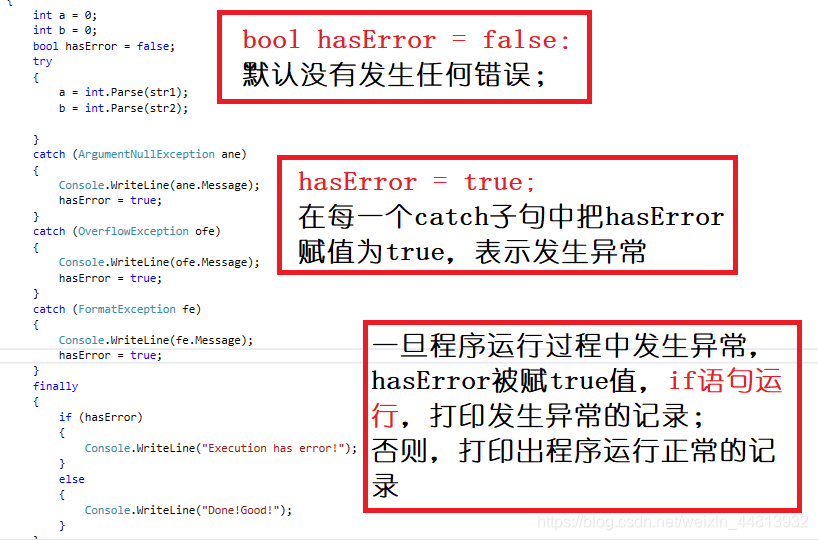 {
int a = 0;
int b = 0;
bool hasError = false;
try
{
a = int.Parse(str1);
b = int.Parse(str2);
}
catch (ArgumentNullException ane)
{
Console.WriteLine(ane.Message);
hasError = true;
}
catch (OverflowException ofe)
{
Console.WriteLine(ofe.Message);
hasError = true;
}
catch (FormatException fe)
{
Console.WriteLine(fe.Message);
hasError = true;
}
finally
{
if (hasError)
{
Console.WriteLine("Execution has error!");
}
else
{
Console.WriteLine("Done!Good!");
}
bool hasError = false:
默认没有发生任何错误;
hasError = true;
在每一个catch子句中把hasError
赋值为true，表示发生异常
一旦程序运行过程中发生异常，
hasError被赋true值，if语句运
行，打印发生异常的记录;
否则，打印出程序运行正常的记
录
https://blog.csdn.net/weixin_44813932